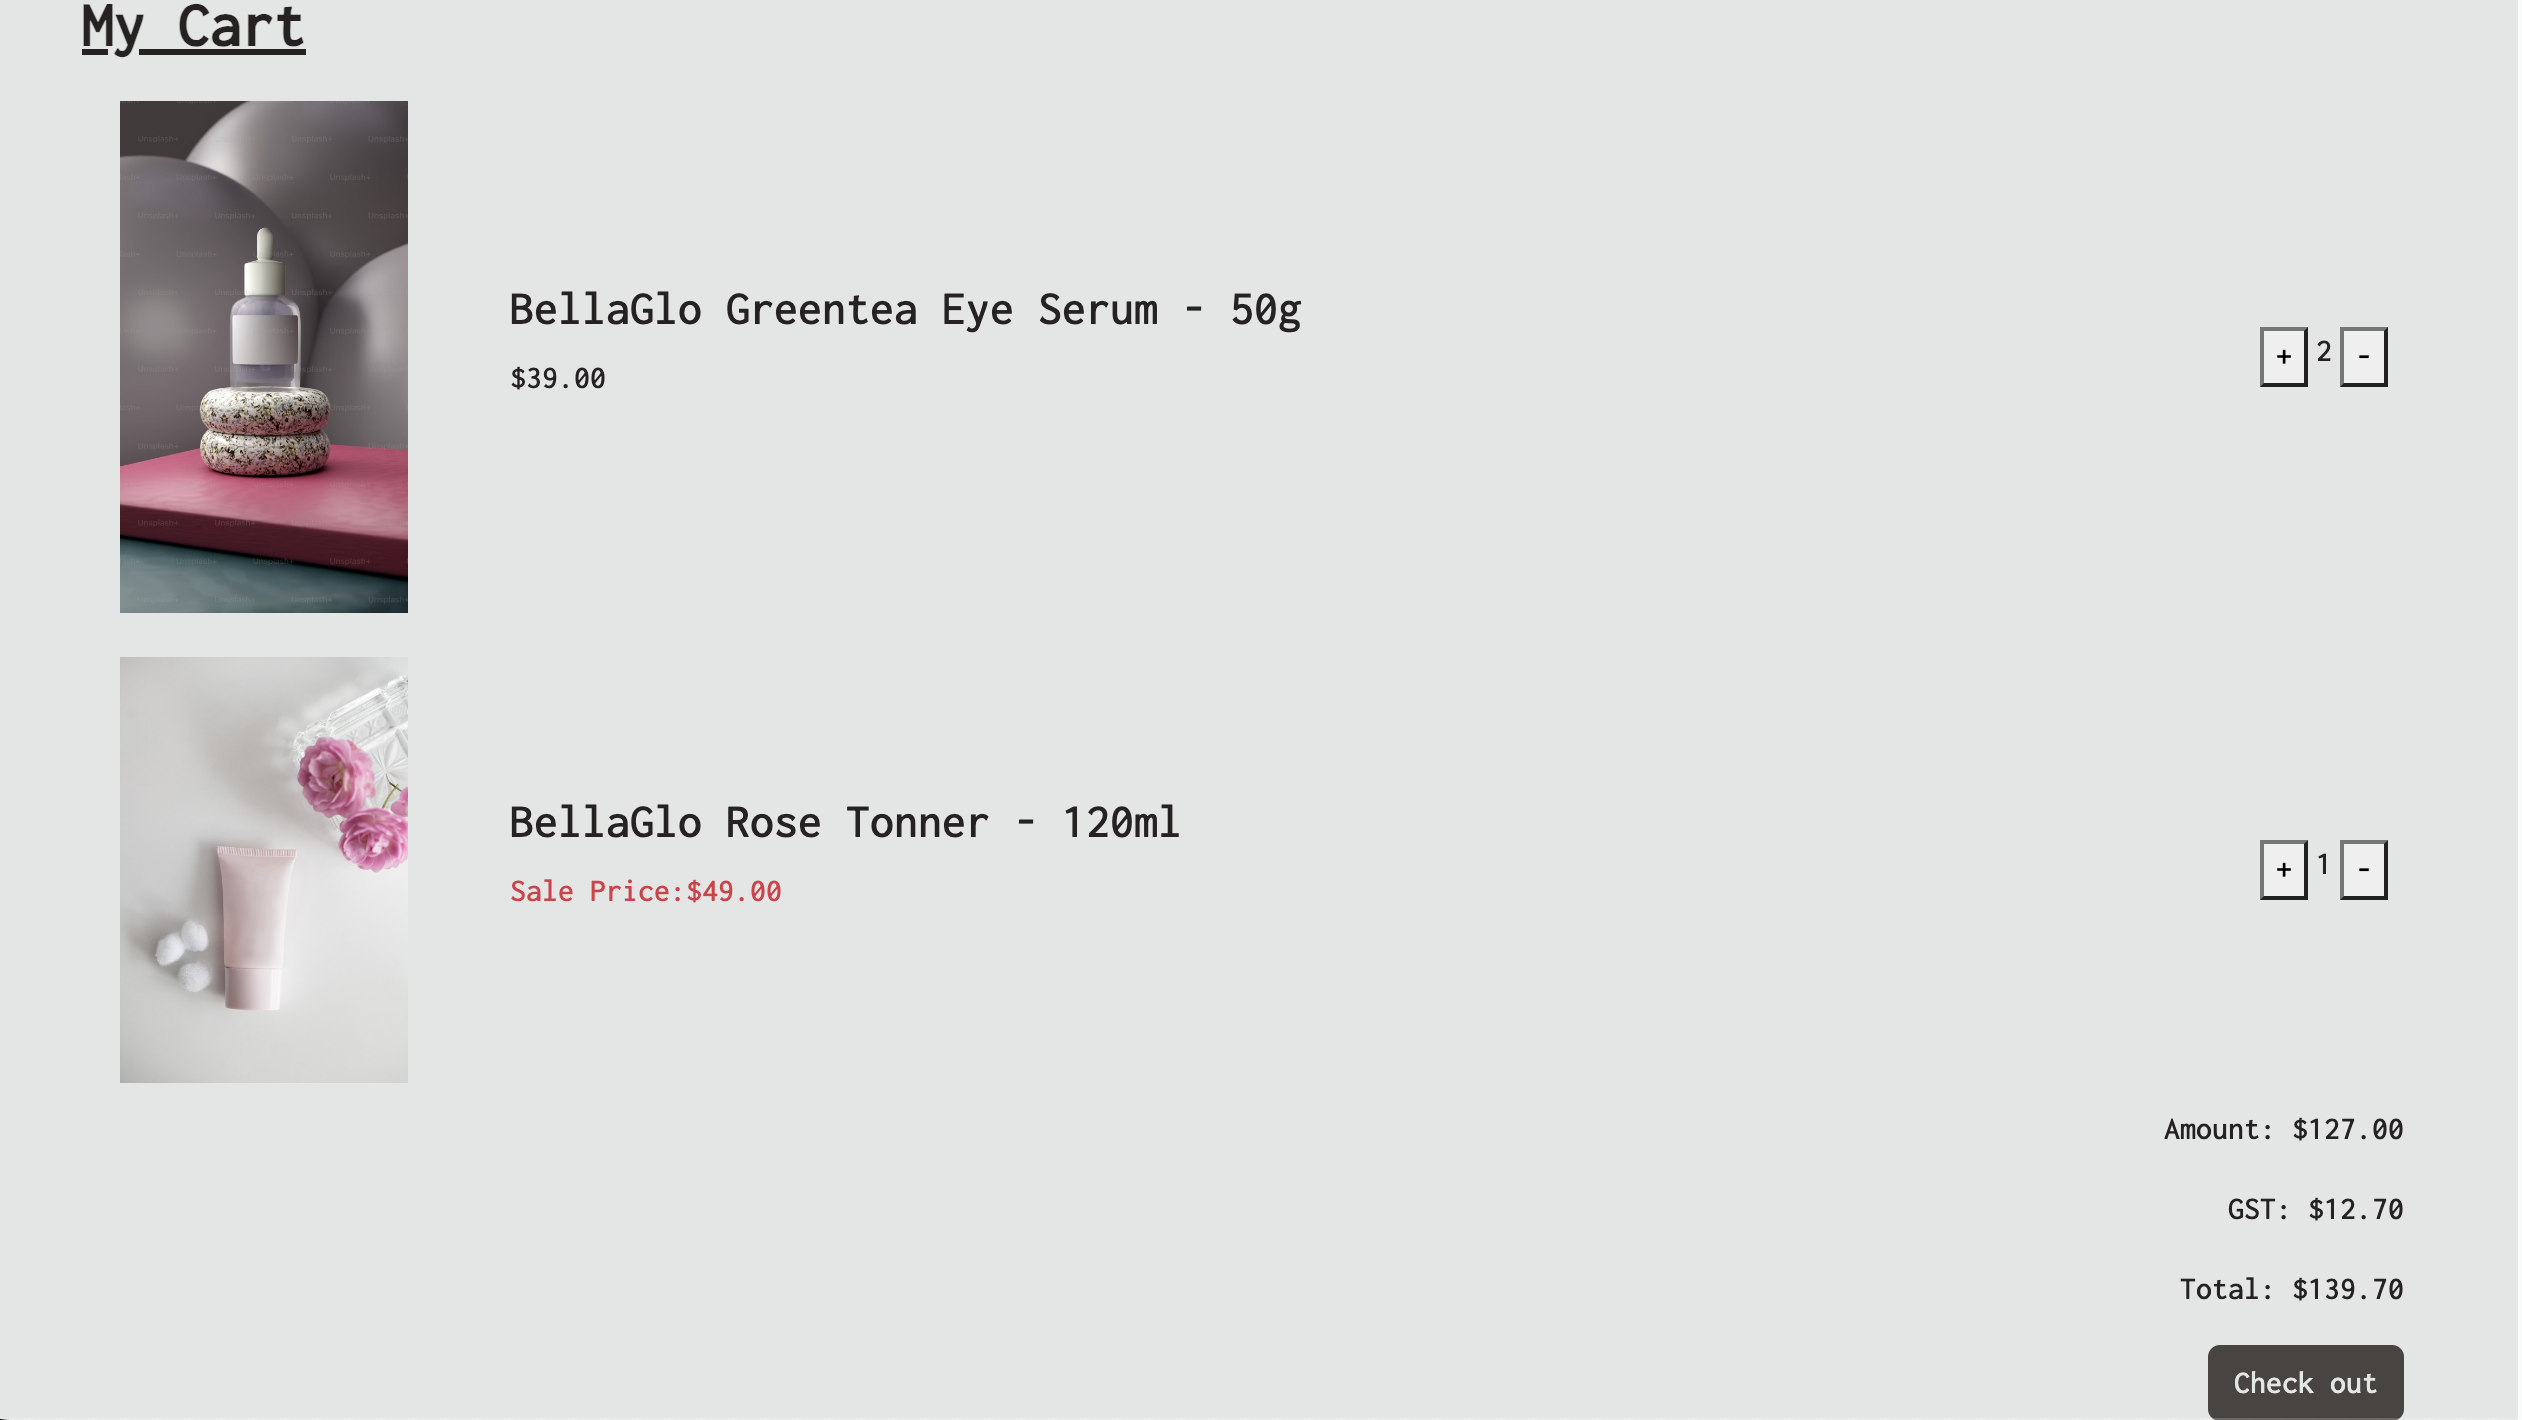 My Cart
BellaGlo Greentea Eye Serum - 50g
$39.00
+ 2 -
BellaGlo Rose Tonner - 120ml
Sale Price:$49.00
+ 1 -
Amount: $127.00
GST: $12.70
Total: $139.70
Check out